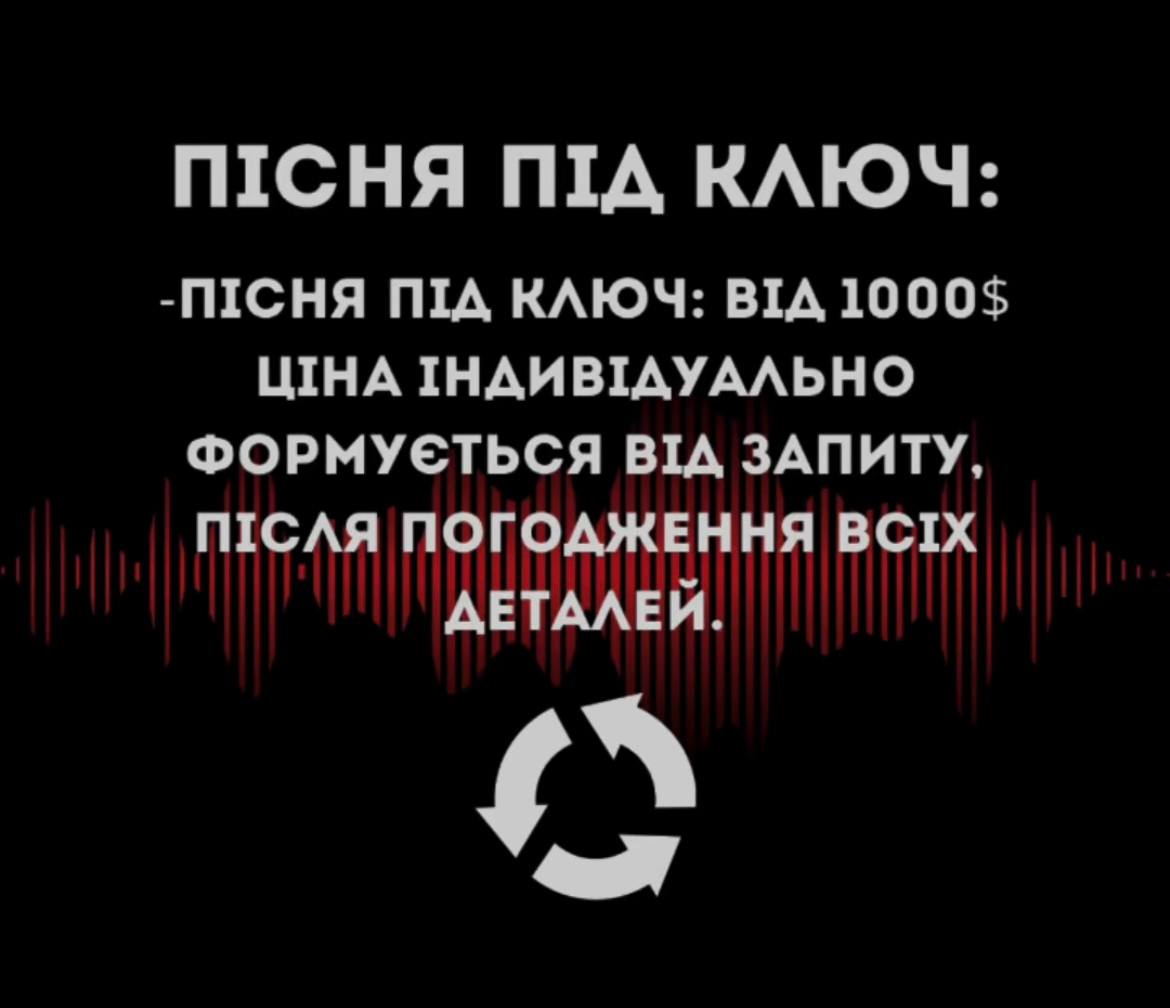 ПІСНЯ ПІД КЛЮЧ:
-ПІСНЯ ПІД КЛЮЧ: ВІД 1000$
ЦІНА ІНДИВІДУАЛЬНО
ФОРМУЄТЬСЯ ВІД ЗАПИТУ,
ПІСЛЯ ПОГОДЖЕННЯ ВСІХ
ДЕТАЛЕЙ.